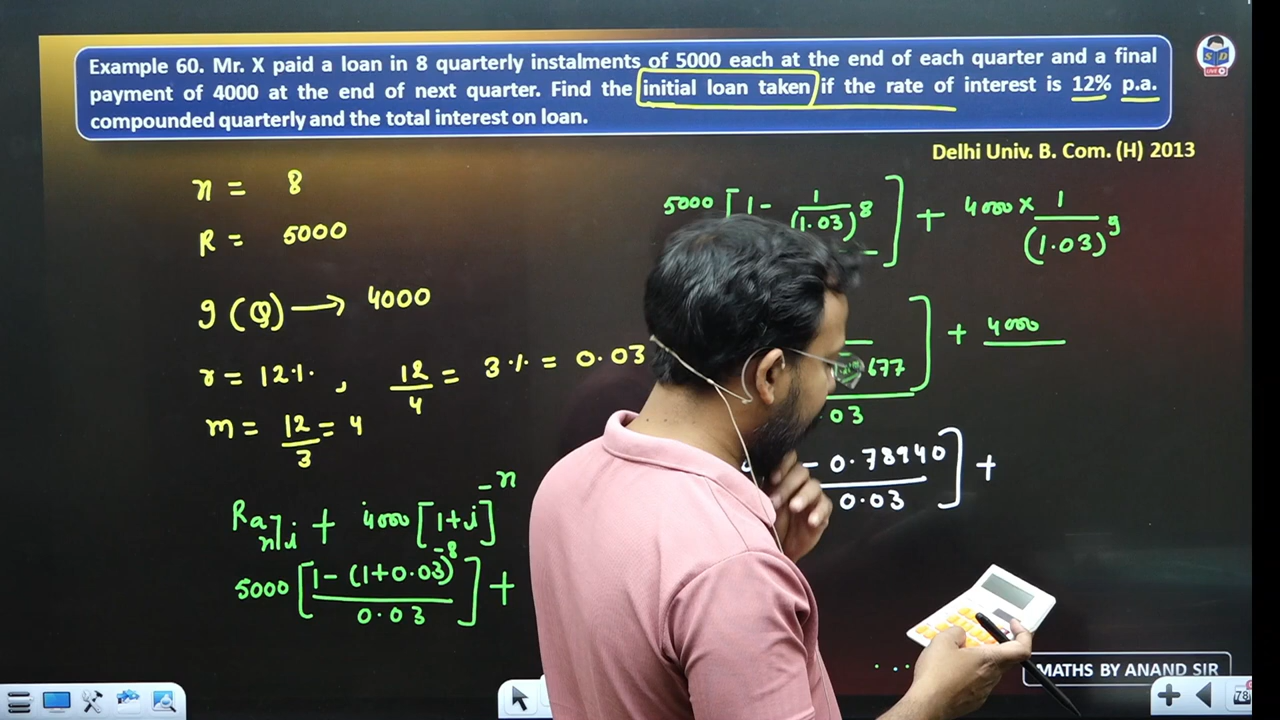 Example 60. Mr. X paid a loan in 8 quarterly instalments of 5000 each at the end of each quarter and a final
payment of 4000 at the end of next quarter. Find the initial loan taken if the rate of interest is 12% p.a.
compounded quarterly and the total interest on loan.
Delhi Univ. B. Com. (H) 2013
n = 8
R = 5000
9 (Q) → 4000
r = 12%, 12/4 = 3% = 0.03
m = 12/3 = 4
R a n|i + 4000 [1+i]^-n
5000 [1 - (1+0.03)^-8 / 0.03] +
5000 [1 - 1/(1.03)^8] + 4000 × 1/(1.03)^9
677 / 03] + 4000
- 0.78940 / 0.03] +
SD
LIVE
MATHS BY ANAND SIR
78